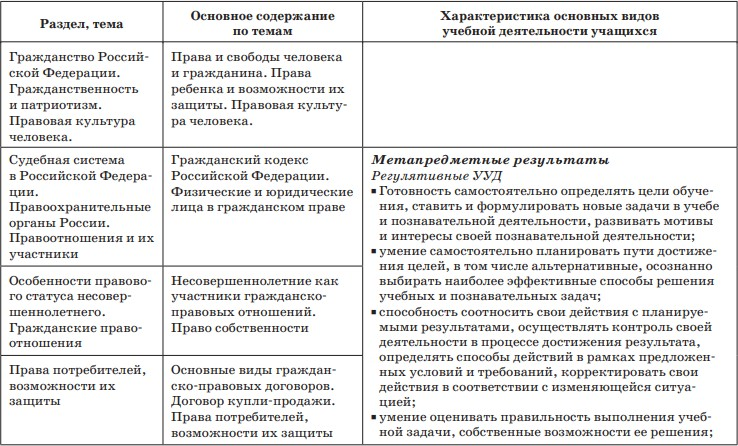 Раздел, тема
Основное содержание
по темам
Характеристика основных видов
учебной деятельности учащихся
Гражданство Россий-
ской Федерации.
Гражданственность
и патриотизм.
Правовая культура
человека.
Права и свободы человека
и гражданина. Права
ребенка и возможности их
защиты. Правовая культу-
ра человека.
Судебная система
в Российской Федера-
ции.
Правоохранительные
органы России.
Правоотношения и их
участники
Гражданский кодекс
Российской Федерации.
Физические и юридические
лица в гражданском праве
Метапредметные результаты
Регулятивные УУД
▪ Готовность самостоятельно определять цели обуче-
ния, ставить и формулировать новые задачи в учебе
и познавательной деятельности, развивать мотивы
и интересы своей познавательной деятельности;
▪ умение самостоятельно планировать пути достиже-
ния целей, в том числе альтернативные, осознанно
выбирать наиболее эффективные способы решения
учебных и познавательных задач;
▪ способность соотносить свои действия с планируе-
мыми результатами, осуществлять контроль своей
деятельности в процессе достижения результата,
определять способы действий в рамках предложен-
ных условий и требований, корректировать свои
действия в соответствии с изменяющейся ситуа-
цией;
▪ умение оценивать правильность выполнения учеб-
ной задачи, собственные возможности ее решения;
Особенности правово-
го статуса несовер-
шеннолетнего.
Гражданские право-
отношения
Несовершеннолетние как
участники гражданско-
правовых отношений.
Право собственности
Права потребителей,
возможности их
защиты
Основные виды граждан-
ско-правовых договоров.
Договор купли-продажи.
Права потребителей,
возможности их защиты